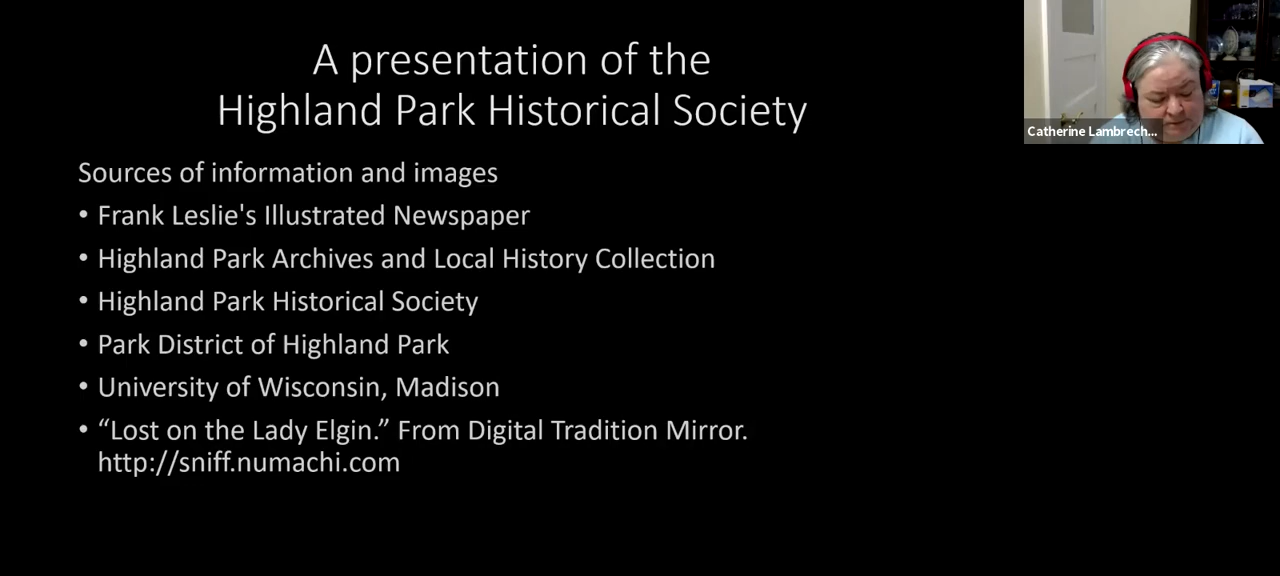 A presentation of the
Highland Park Historical Society
Sources of information and images
• Frank Leslie's Illustrated Newspaper
• Highland Park Archives and Local History Collection
• Highland Park Historical Society
• Park District of Highland Park
• University of Wisconsin, Madison
• “Lost on the Lady Elgin.” From Digital Tradition Mirror.
http://sniff.numachi.com
Catherine Lambrech...